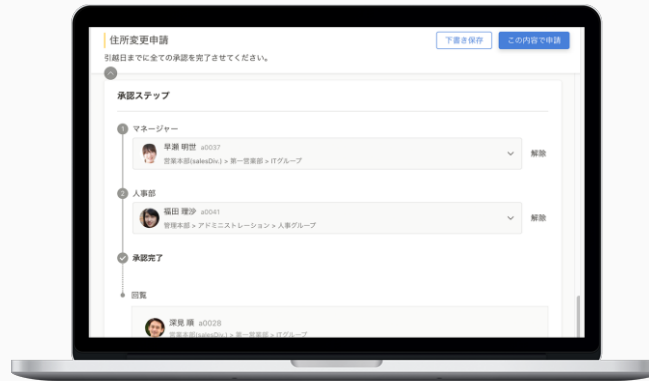 住所変更申請
下書き保存
この内容で申請
引越日までに全ての承認を完了させてください。
承認ステップ
1 マネージャー
早瀬 明世 a0037
営業本部(salesDiv.) > 第一営業部 > ITグループ
解除
2 人事部
福田 理沙 a0041
管理本部 > アドミニストレーション > 人事グループ
解除
承認完了
回覧
深見 順 a0028
営業本部(salesDiv.) > 第一営業部 > ITグループ